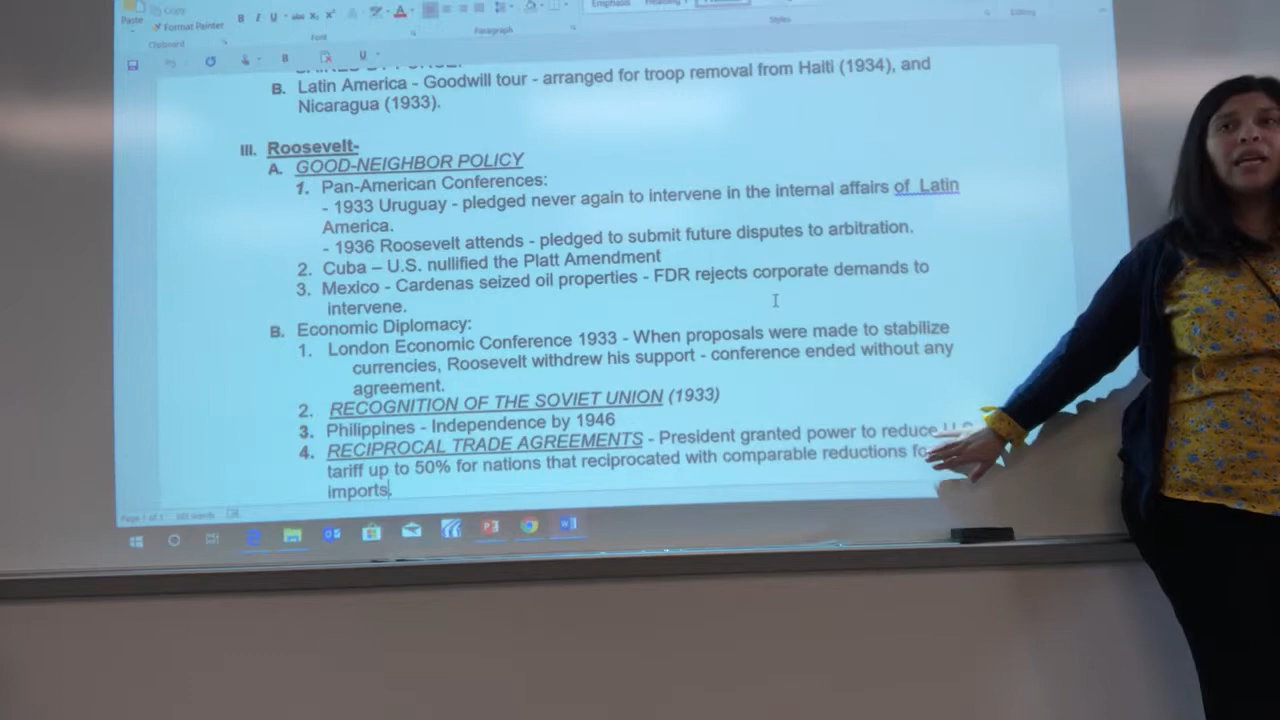 Paste
Copy
Format Painter
Clipboard
Font
Paragraph
Emphasis
Styles
Editing
B. Latin America - Goodwill tour - arranged for troop removal from Haiti (1934), and
Nicaragua (1933).
III. Roosevelt-
A. GOOD-NEIGHBOR POLICY
1. Pan-American Conferences:
- 1933 Uruguay - pledged never again to intervene in the internal affairs of Latin
America.
- 1936 Roosevelt attends - pledged to submit future disputes to arbitration.
2. Cuba – U.S. nullified the Platt Amendment
3. Mexico - Cardenas seized oil properties - FDR rejects corporate demands to
intervene.
B. Economic Diplomacy:
1. London Economic Conference 1933 - When proposals were made to stabilize
currencies, Roosevelt withdrew his support - conference ended without any
agreement.
2. RECOGNITION OF THE SOVIET UNION (1933)
3. Philippines - Independence by 1946
4. RECIPROCAL TRADE AGREEMENTS - President granted power to reduce U.S.
tariff up to 50% for nations that reciprocated with comparable reductions fo
imports.